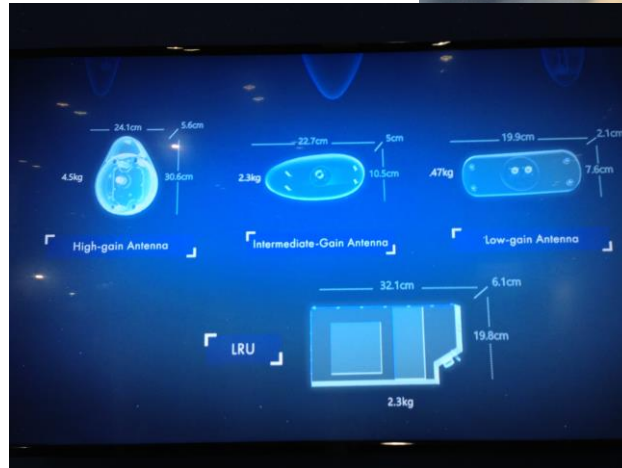 24.1cm
5.6cm
4.5kg
30.6cm
High-gain Antenna
22.7cm
5cm
2.3kg
10.5cm
Intermediate-Gain Antenna
19.9cm
2.1cm
.47kg
7.6cm
Low-gain Antenna
32.1cm
6.1cm
19.8cm
LRU
2.3kg